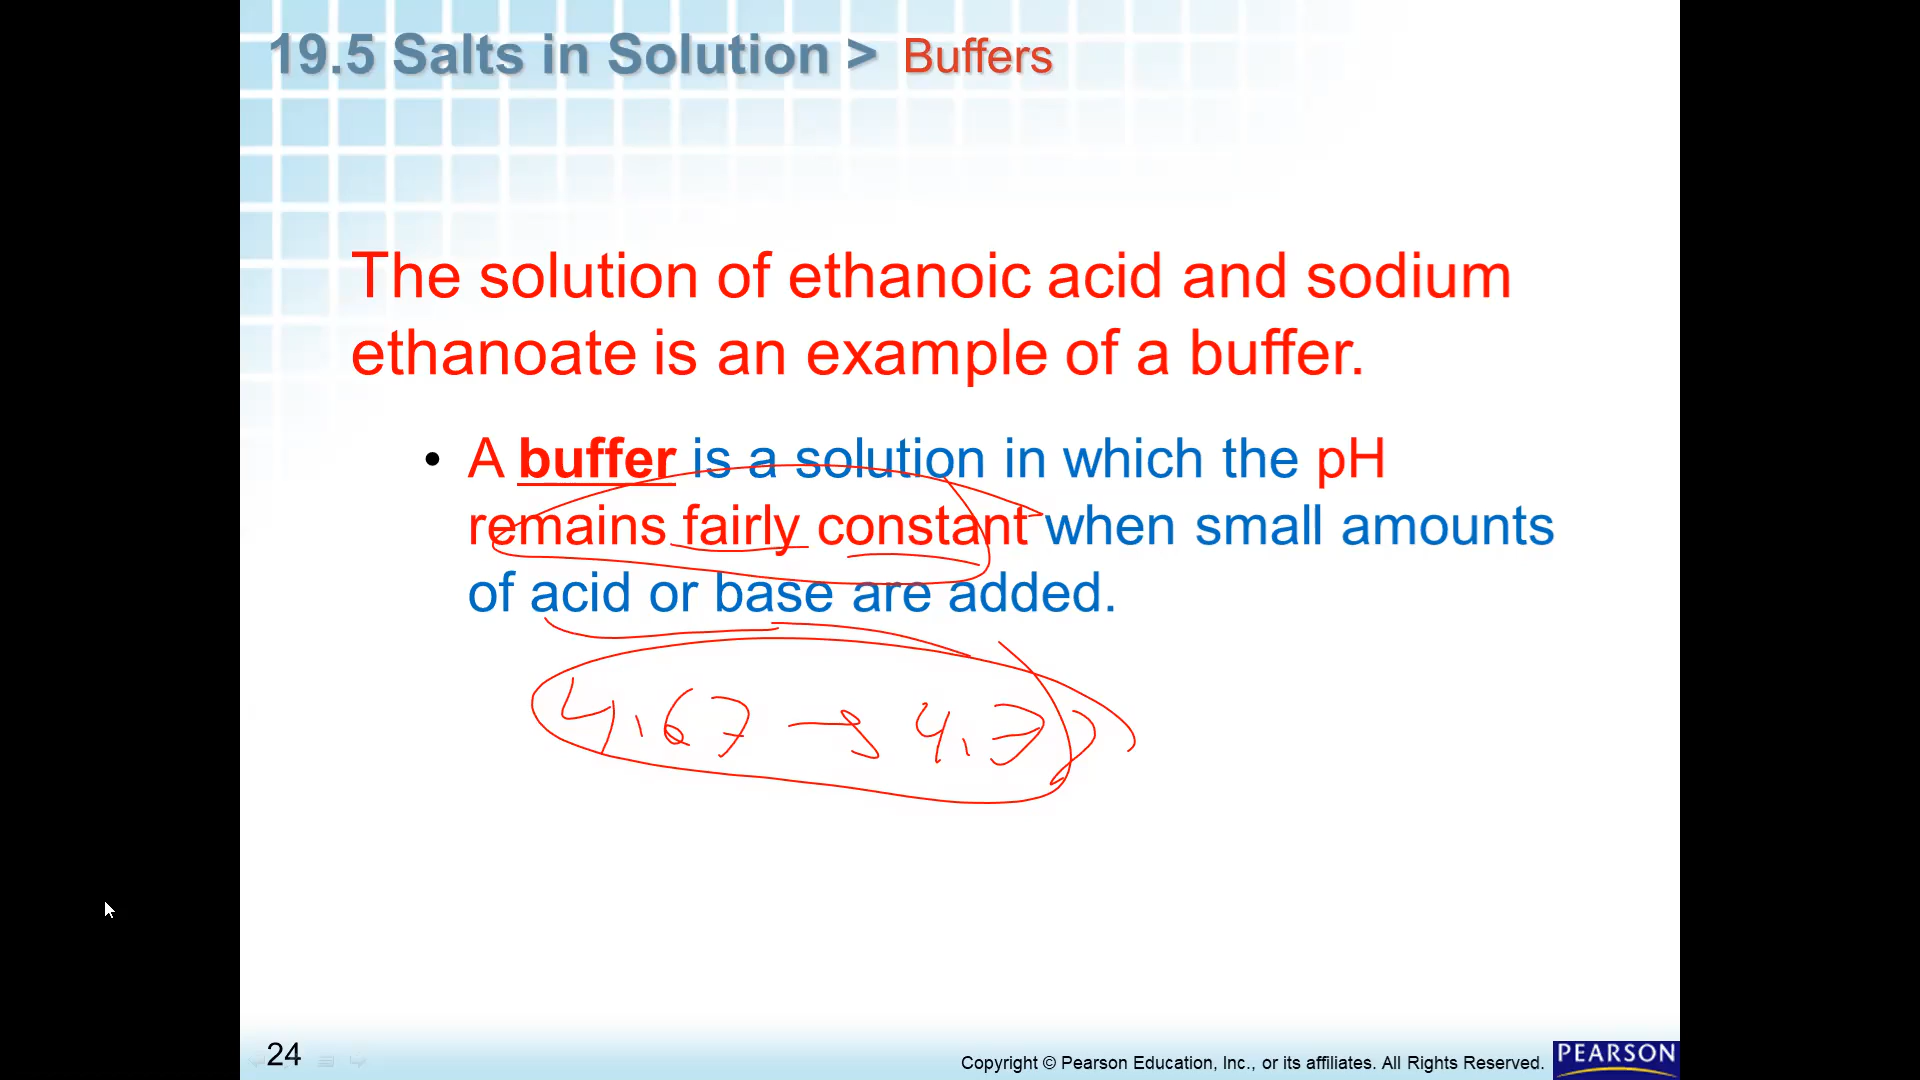 19.5 Salts in Solution > Buffers
The solution of ethanoic acid and sodium
ethanoate is an example of a buffer.
• A buffer is a solution in which the pH
remains fairly constant when small amounts
of acid or base are added.
4.67 →
24
Copyright © Pearson Education, Inc., or its affiliates. All Rights Reserved.
PEARSON